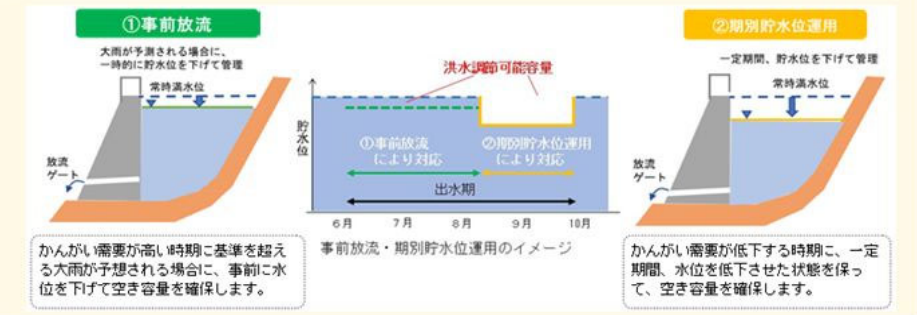 ①事前放流
大雨が予測される場合に、
一時的に貯水位を下げて管理
常時満水位
放流
ゲート
かんがい需要が高い時期に基準を超え
る大雨が予想される場合に、事前に水
位を下げて空き容量を確保します。
洪水調節可能容量
貯水位
①事前放流
により対応
②期別貯水位運用
により対応
出水期
6月 7月 8月 9月 10月
事前放流・期別貯水位運用のイメージ
②期別貯水位運用
一定期間、貯水位を下げて管理
常時満水位
放流
ゲート
かんがい需要が低下する時期に、一定
期間、水位を低下させた状態を保っ
て、空き容量を確保します。